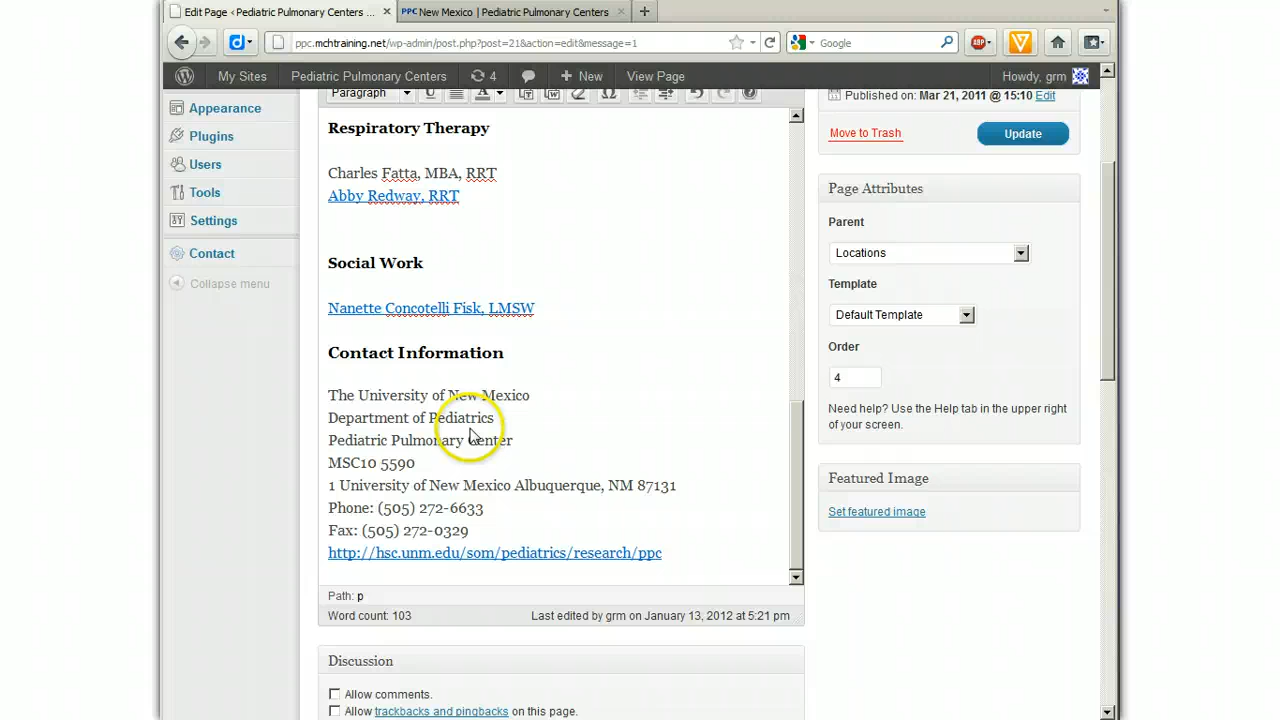 Edit Page ‹ Pediatric Pulmonary Centers ...
PPC New Mexico | Pediatric Pulmonary Centers
ppc.mchtraining.net/wp-admin/post.php?post=21&action=edit&message=1
Google
ABP
My Sites
Pediatric Pulmonary Centers
4
New
View Page
Howdy, grm
Appearance
Plugins
Users
Tools
Settings
Contact
Collapse menu
Paragraph
Respiratory Therapy
Charles Fatta, MBA, RRT
Abby Redway, RRT
Social Work
Nanette Concotelli Fisk, LMSW
Contact Information
The University of New Mexico
Department of Pediatrics
Pediatric Pulmonary Center
MSC10 5590
1 University of New Mexico Albuquerque, NM 87131
Phone: (505) 272-6633
Fax: (505) 272-0329
http://hsc.unm.edu/som/pediatrics/research/ppc
Path: p
Word count: 103
Last edited by grm on January 13, 2012 at 5:21 pm
Discussion
Allow comments.
Allow trackbacks and pingbacks on this page.
Published on: Mar 21, 2011 @ 15:10 Edit
Move to Trash
Update
Page Attributes
Parent
Locations
Template
Default Template
Order
4
Need help? Use the Help tab in the upper right
of your screen.
Featured Image
Set featured image